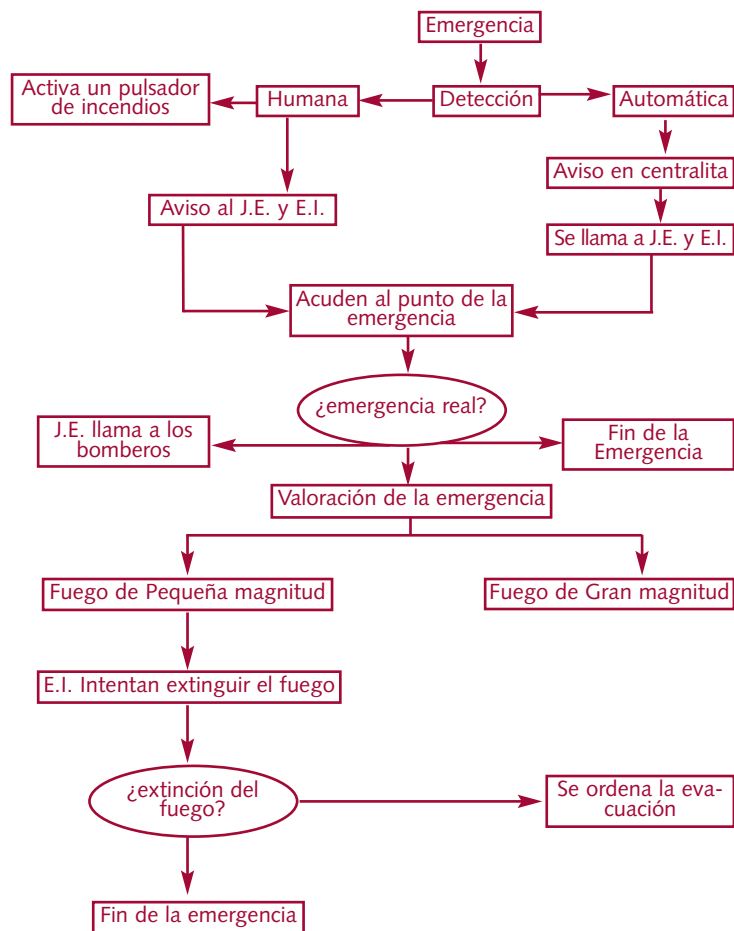 Emergencia
Activa un pulsador
de incendios
Humana
Detección
Automática
Aviso en centralita
Aviso al J.E. y E.I.
Se llama a J.E. y E.I.
Acuden al punto de la
emergencia
¿emergencia real?
J.E. llama a los
bomberos
Fin de la
Emergencia
Valoración de la emergencia
Fuego de Pequeña magnitud
Fuego de Gran magnitud
E.I. Intentan extinguir el fuego
¿extinción del
fuego?
Se ordena la eva-
cuación
Fin de la emergencia